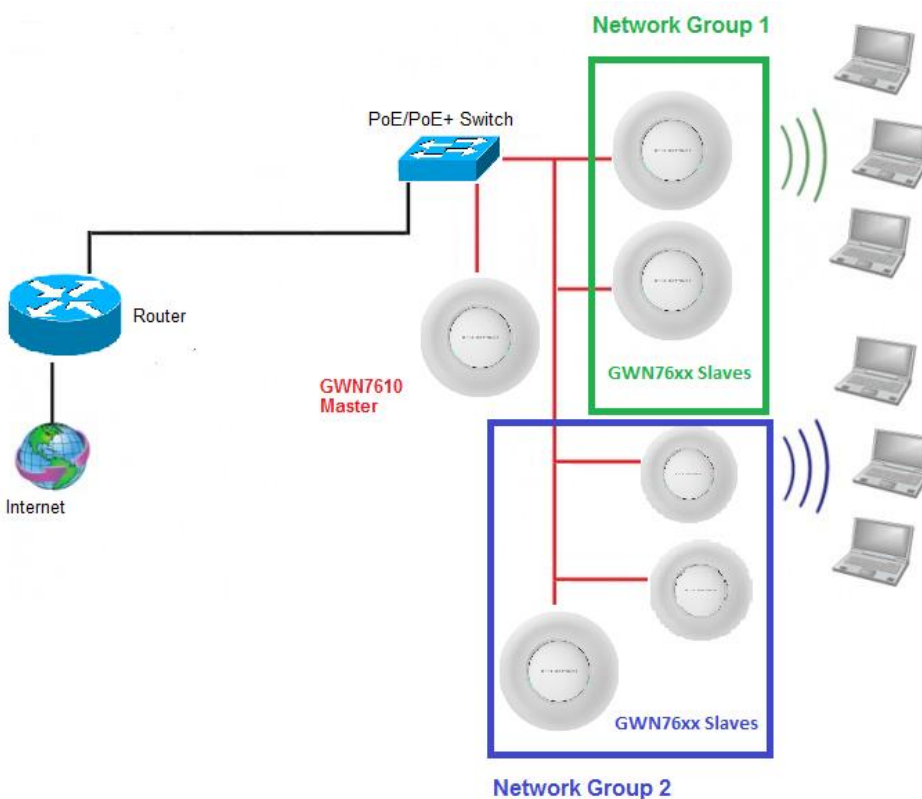 Network Group 1
PoE/PoE+ Switch
Router
GWN7610
Master
GWN76xx Slaves
Internet
GWN76xx Slaves
Network Group 2